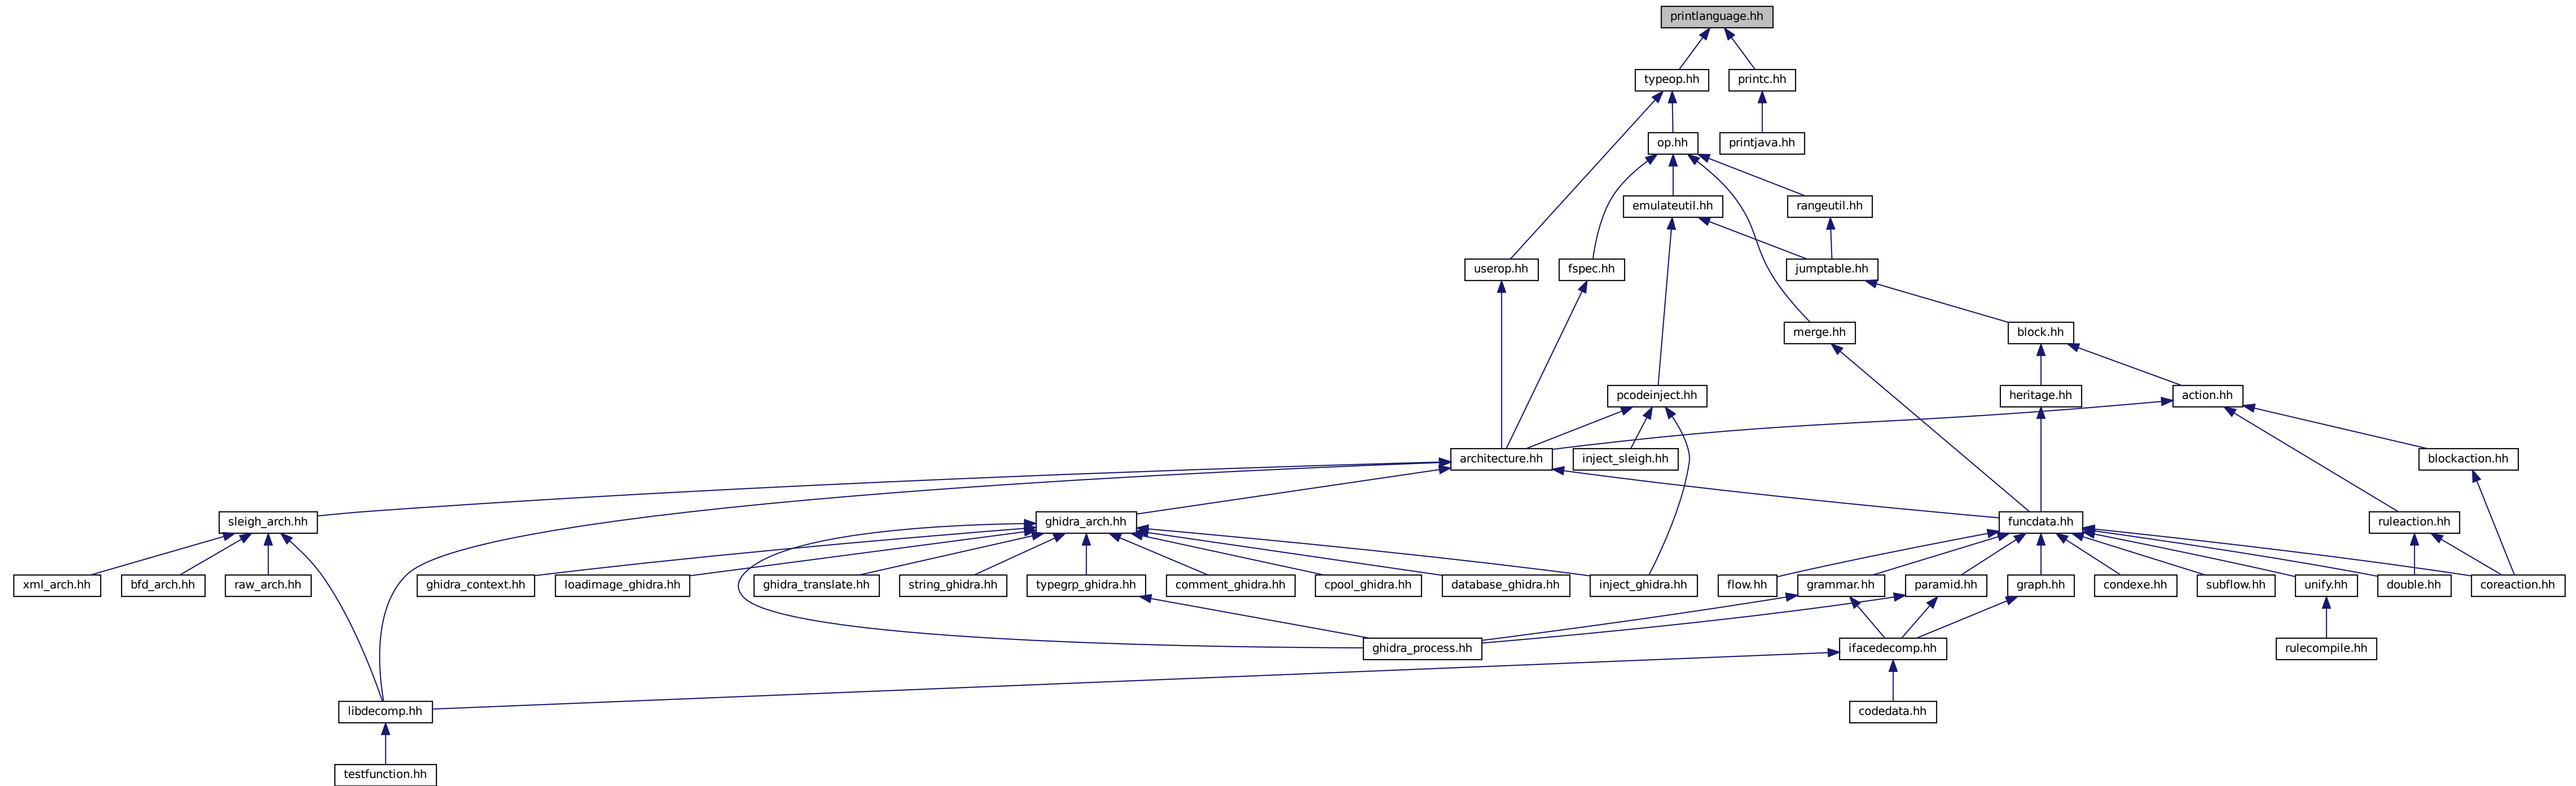 printlanguage.hh
typeop.hh
printc.hh
op.hh
printjava.hh
emulateutil.hh
rangeutil.hh
userop.hh
fspec.hh
jumptable.hh
merge.hh
block.hh
pcodeinject.hh
heritage.hh
action.hh
architecture.hh
inject_sleigh.hh
blockaction.hh
sleigh_arch.hh
ghidra_arch.hh
funcdata.hh
ruleaction.hh
xml_arch.hh
bfd_arch.hh
raw_arch.hh
ghidra_context.hh
loadimage_ghidra.hh
ghidra_translate.hh
string_ghidra.hh
typegrp_ghidra.hh
comment_ghidra.hh
cpool_ghidra.hh
database_ghidra.hh
inject_ghidra.hh
flow.hh
grammar.hh
paramid.hh
graph.hh
condexe.hh
subflow.hh
unify.hh
double.hh
coreaction.hh
ghidra_process.hh
ifacedecomp.hh
rulecompile.hh
libdecomp.hh
codedata.hh
testfunction.hh